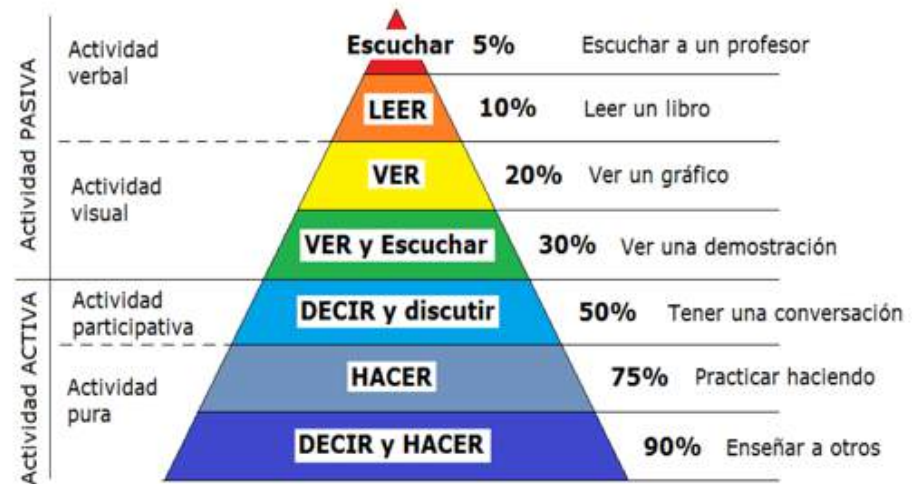 Actividad PASIVA
Actividad
verbal
Escuchar 5% Escuchar a un profesor
LEER 10% Leer un libro
Actividad
visual
VER 20% Ver un gráfico
VER y Escuchar 30% Ver una demostración
Actividad ACTIVA
Actividad
participativa
DECIR y discutir 50% Tener una conversación
Actividad
pura
HACER 75% Practicar haciendo
DECIR y HACER 90% Enseñar a otros